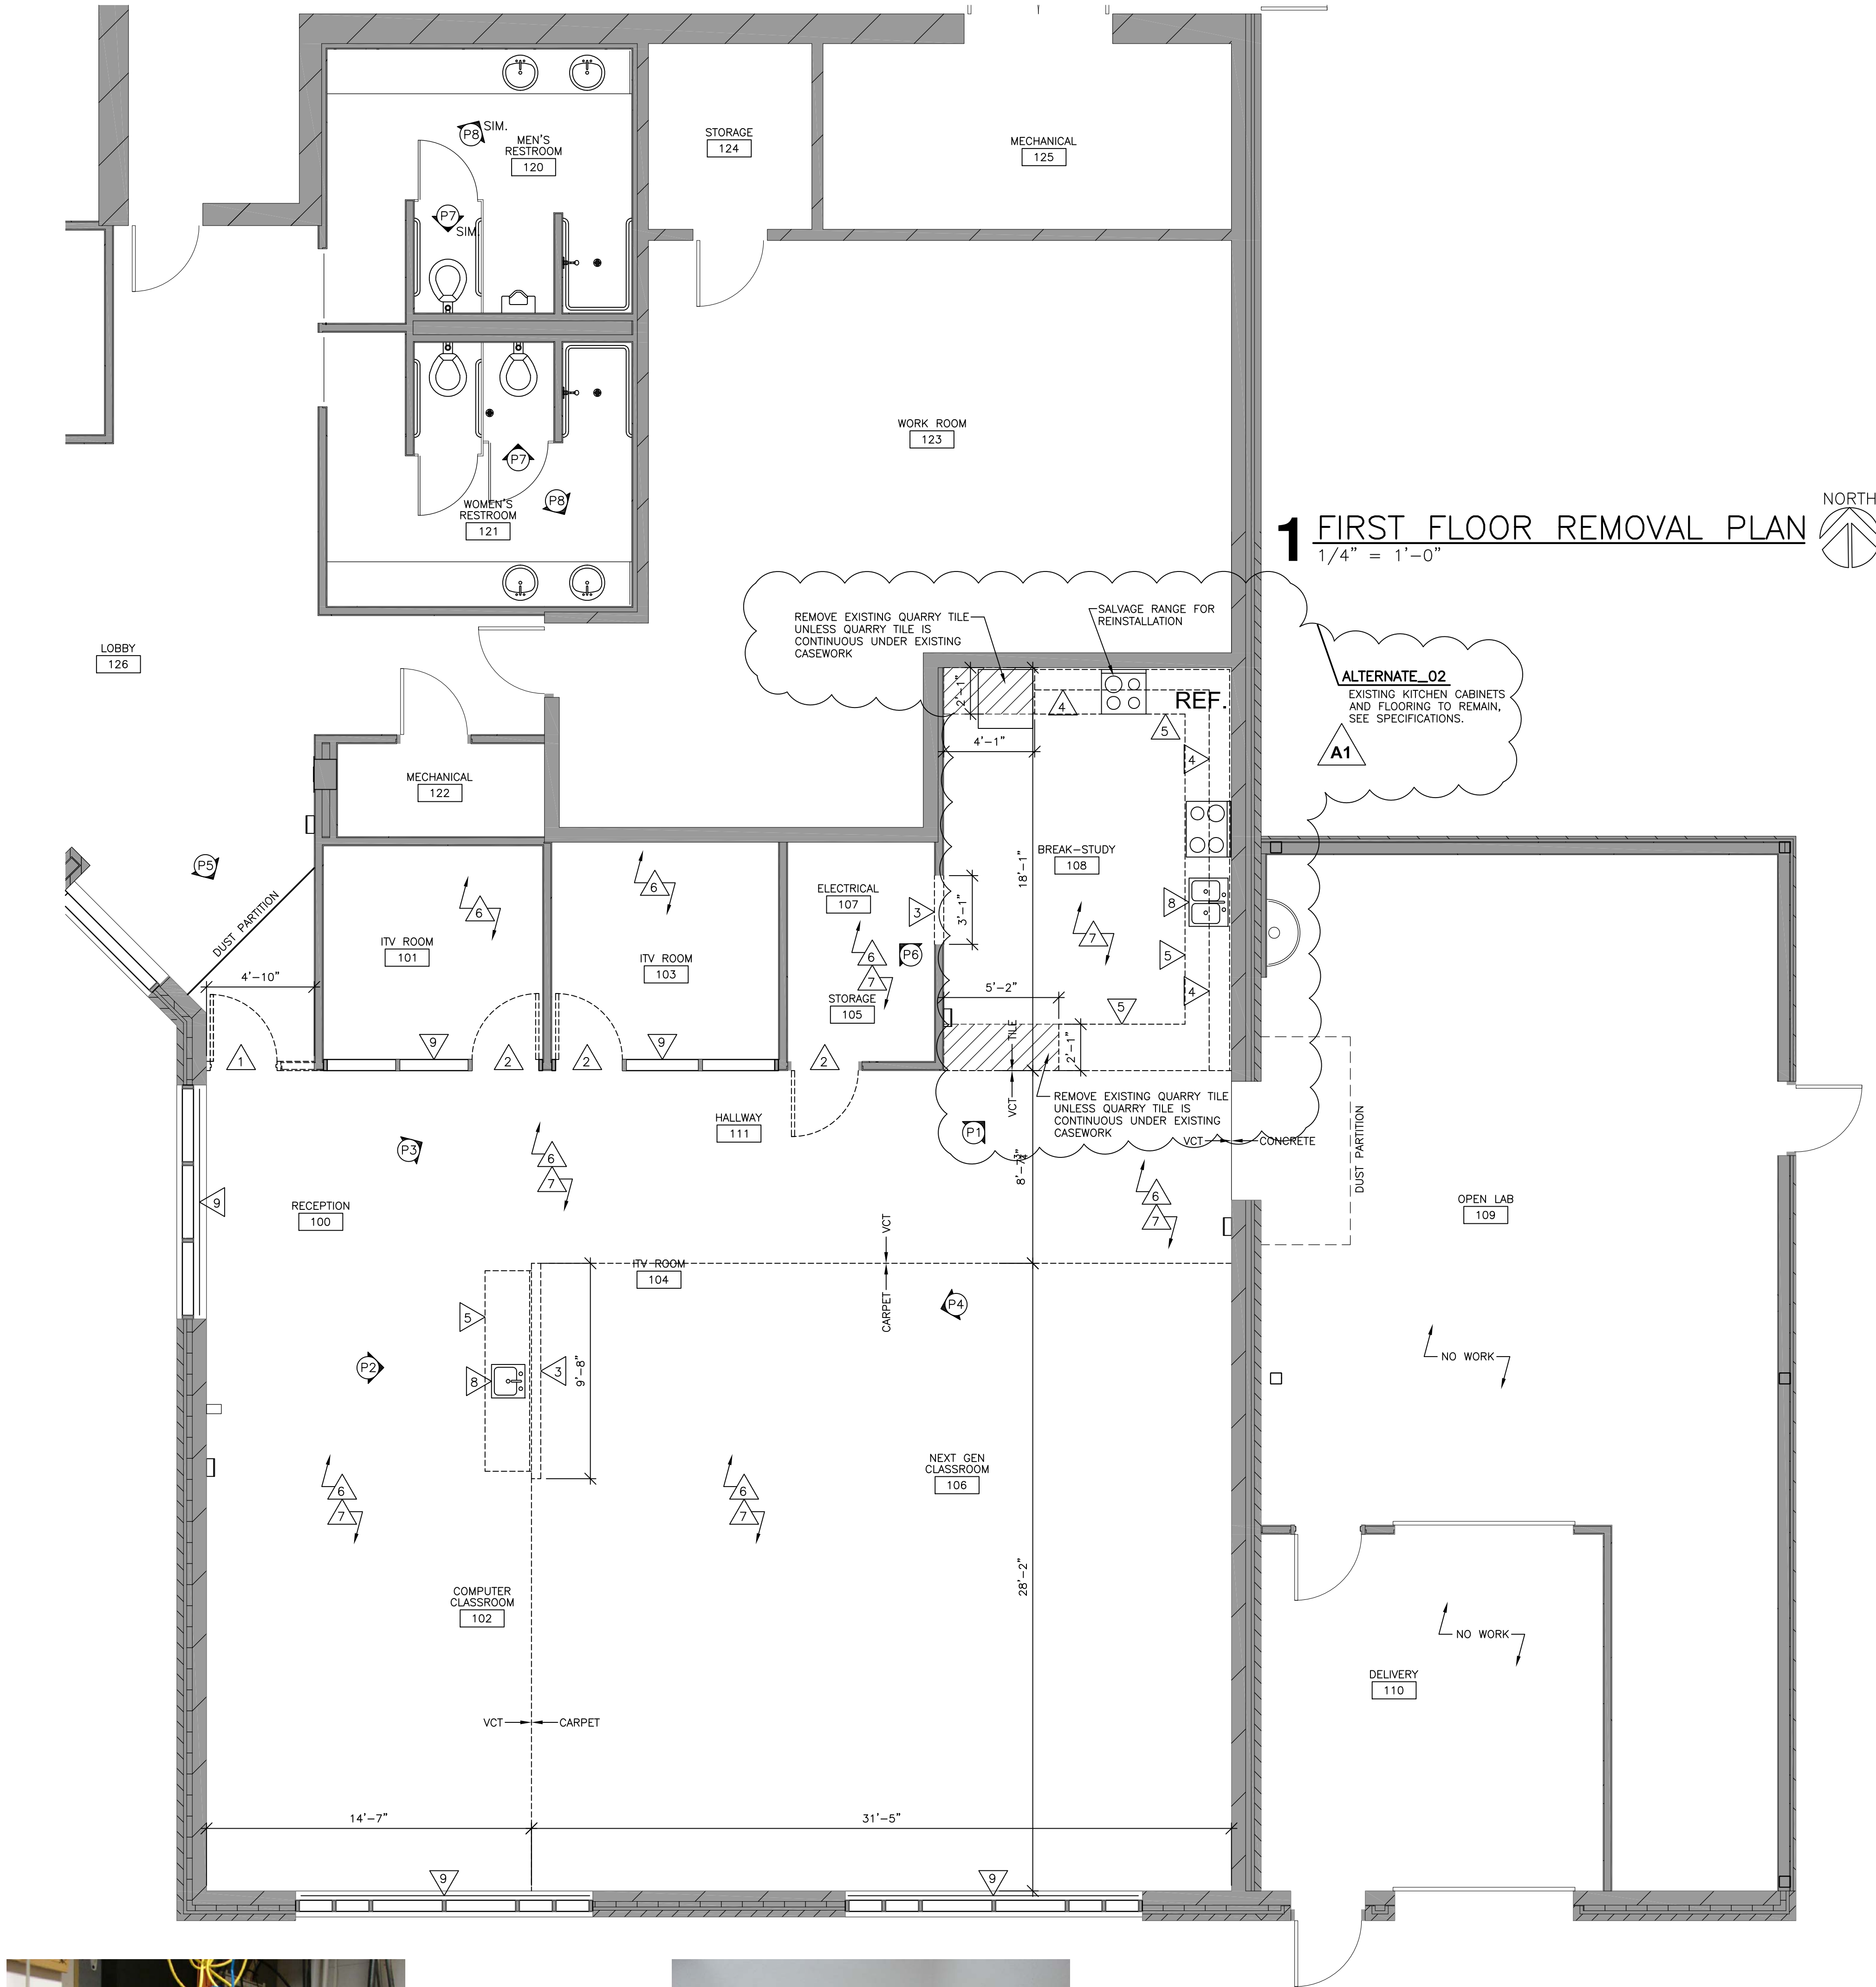 P8 SIM.
MEN'S
RESTROOM
120
P7
SIM.
STORAGE
124
MECHANICAL
125
WORK ROOM
123
P7
P8
WOMEN'S
RESTROOM
121
1 FIRST FLOOR REMOVAL PLAN
1/4" = 1'-0"
NORTH
LOBBY
126
REMOVE EXISTING QUARRY TILE
UNLESS QUARRY TILE IS
CONTINUOUS UNDER EXISTING
CASEWORK
SALVAGE RANGE FOR
REINSTALLATION
ALTERNATE_02
EXISTING KITCHEN CABINETS
AND FLOORING TO REMAIN,
SEE SPECIFICATIONS.
A1
2'-1"
4
REF.
5
4'-1"
4
MECHANICAL
122
P5
DUST PARTITION
4'-10"
ITV ROOM
101
6
ITV ROOM
103
6
ELECTRICAL
107
3
3'-1"
P6
6
7
STORAGE
105
BREAK-STUDY
108
18'-1"
8
7
5
4
5'-2"
5
TILE
2'-1"
1
9
2
2
9
2
VCT
REMOVE EXISTING QUARRY TILE
UNLESS QUARRY TILE IS
CONTINUOUS UNDER EXISTING
CASEWORK
HALLWAY
111
P1
P3
VCT
CONCRETE
DUST PARTITION
6
7
6
7
9
RECEPTION
100
OPEN LAB
109
VCT
ITV ROOM
104
CARPET
P4
5
P2
8
3
9'-8"
NO WORK
NEXT GEN
CLASSROOM
106
6
7
6
7
28'-2"
COMPUTER
CLASSROOM
102
NO WORK
DELIVERY
110
VCT
CARPET
14'-7"
31'-5"
9
9